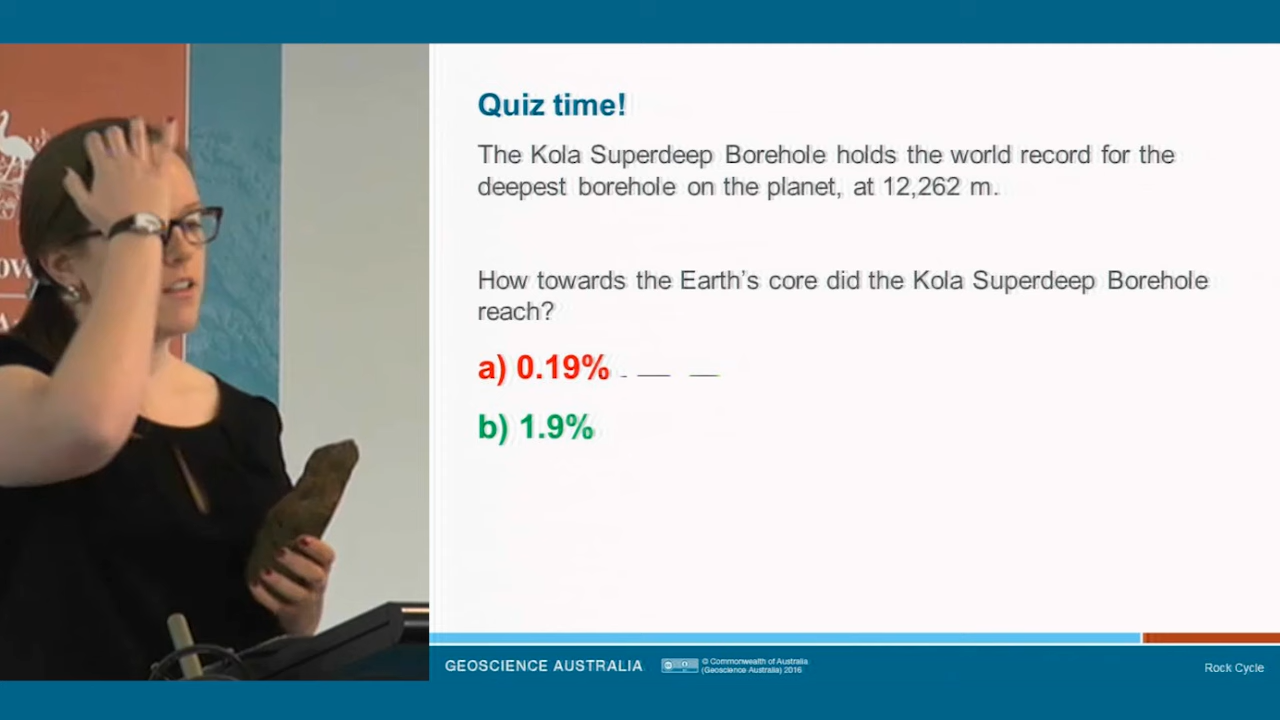 Quiz time!
The Kola Superdeep Borehole holds the world record for the
deepest borehole on the planet, at 12,262 m.
How towards the Earth's core did the Kola Superdeep Borehole
reach?
a) 0.19%
b) 1.9%
GEOSCIENCE AUSTRALIA
© Commonwealth of Australia
(Geoscience Australia) 2016
Rock Cycle